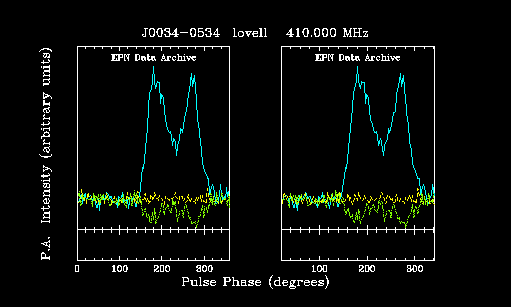 J0034-0534 lovell 410.000 MHz
EPN Data Archive
EPN Data Archive
P.A. Intensity (arbitrary units)
0 100 200 300
100 200 300
Pulse Phase (degrees)